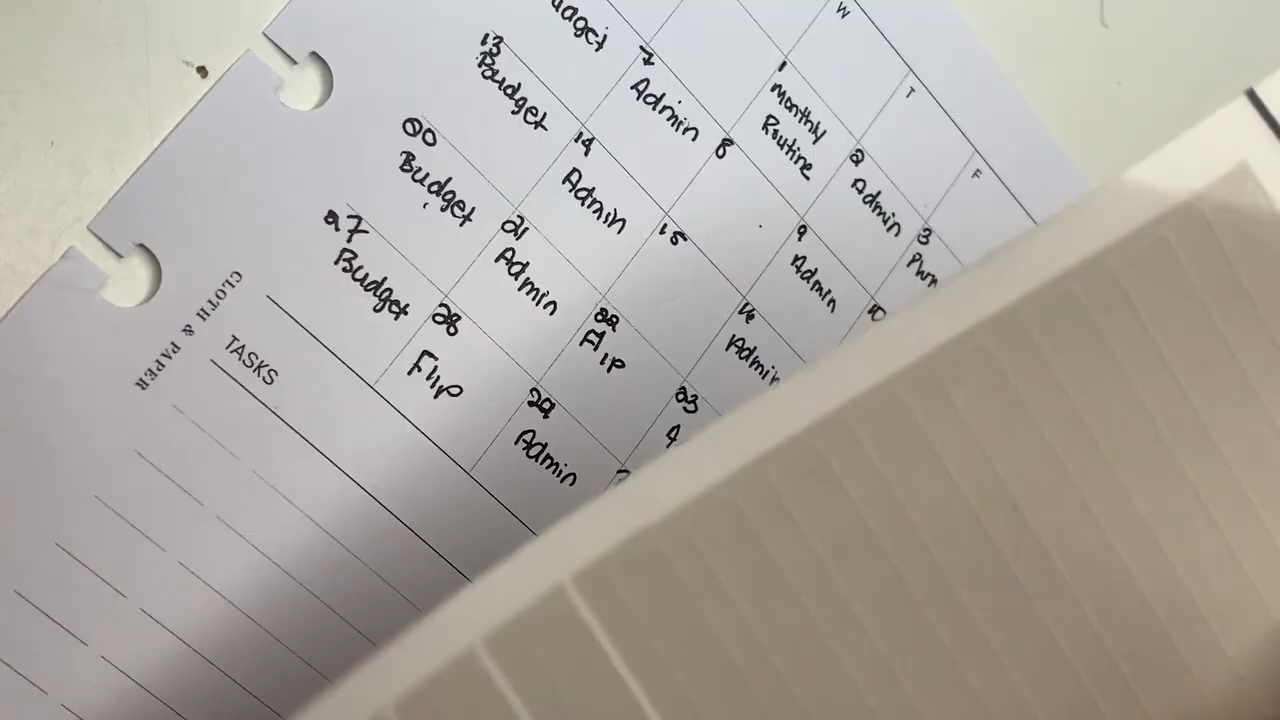 W
T
F
1
Monthly
Routine
2
Admin
3
7
Admin
8
9
Admin
10
13
Budget
14
Admin
15
16
Admin
20
Budget
21
Admin
22
Flip
23
27
Budget
28
Flip
29
Admin
CLOTH & PAPER
TASKS